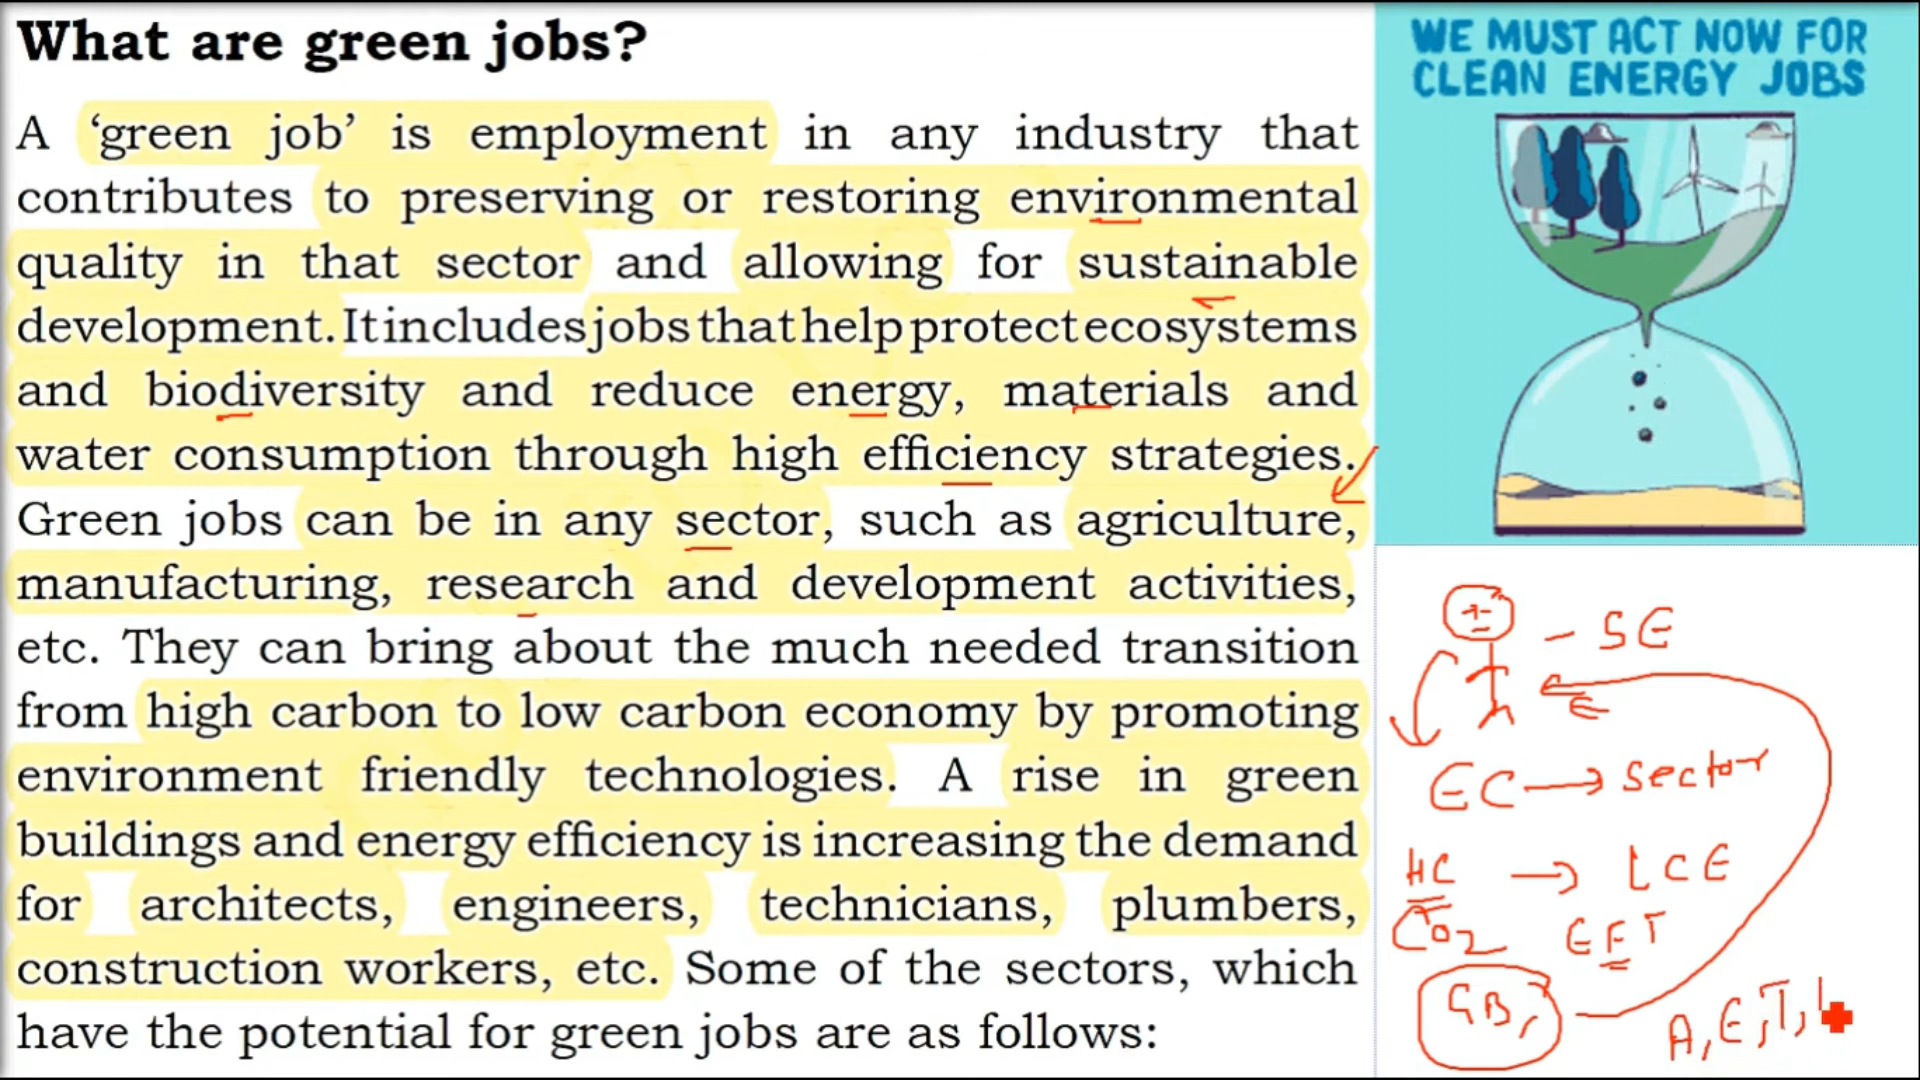 What are green jobs?
A ‘green job’ is employment in any industry that
contributes to preserving or restoring environmental
quality in that sector and allowing for sustainable
development. It includes jobs that help protect ecosystems
and biodiversity and reduce energy, materials and
water consumption through high efficiency strategies.
Green jobs can be in any sector, such as agriculture,
manufacturing, research and development activities,
etc. They can bring about the much needed transition
from high carbon to low carbon economy by promoting
environment friendly technologies. A rise in green
buildings and energy efficiency is increasing the demand
for architects, engineers, technicians, plumbers,
construction workers, etc. Some of the sectors, which
have the potential for green jobs are as follows:
WE MUST ACT NOW FOR
CLEAN ENERGY JOBS
- SE
EC → Sector
HC → LCE
CO2 EFT
GB,
A, E, T,